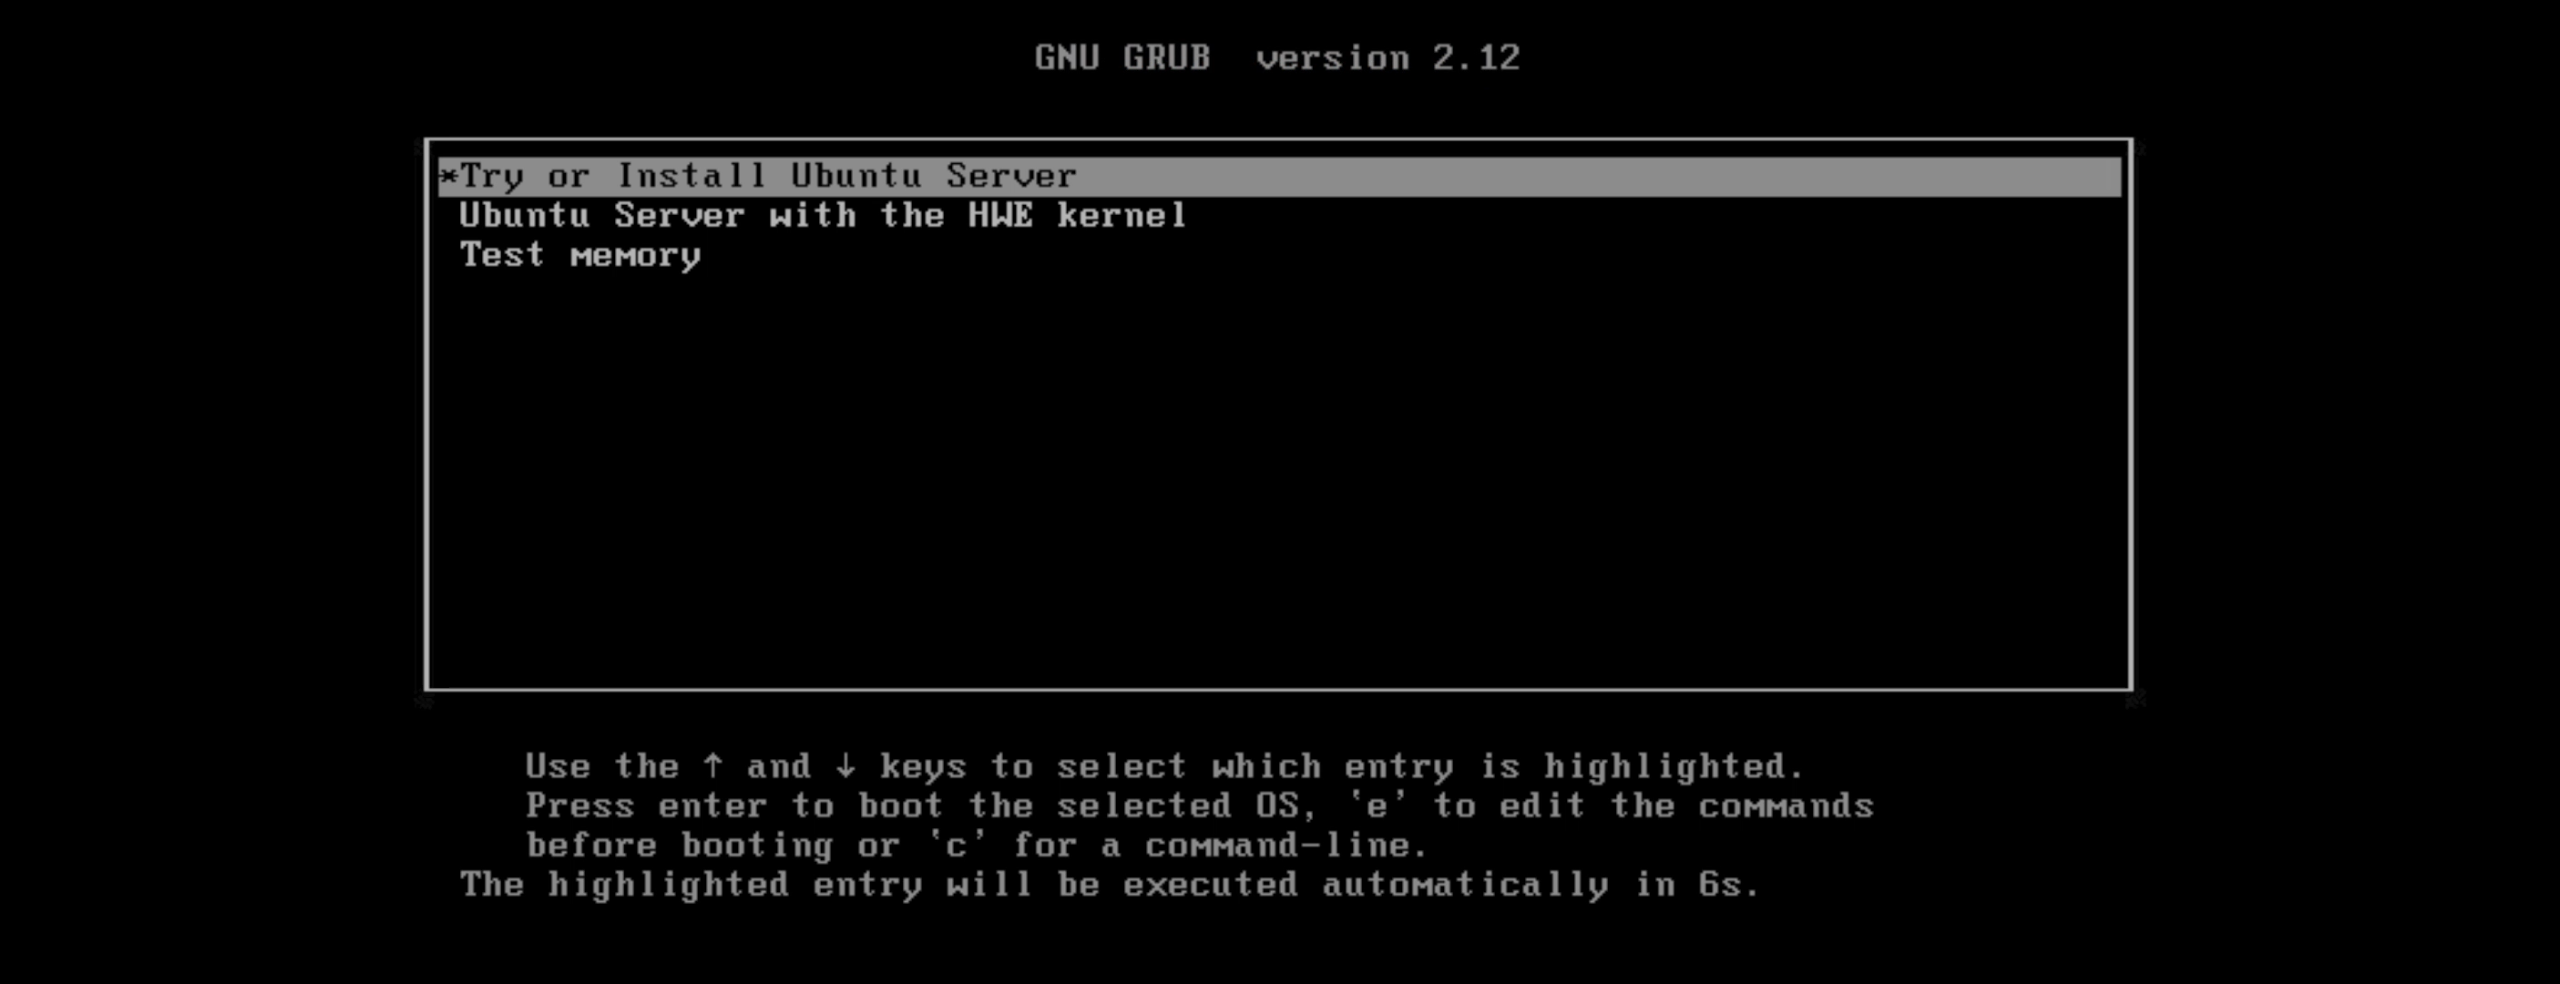 GNU GRUB  version 2.12
*Try or Install Ubuntu Server
Ubuntu Server with the HWE kernel
Test memory
Use the ↑ and ↓ keys to select which entry is highlighted.
Press enter to boot the selected OS, `e' to edit the commands
before booting or `c' for a command-line.
The highlighted entry will be executed automatically in 6s.